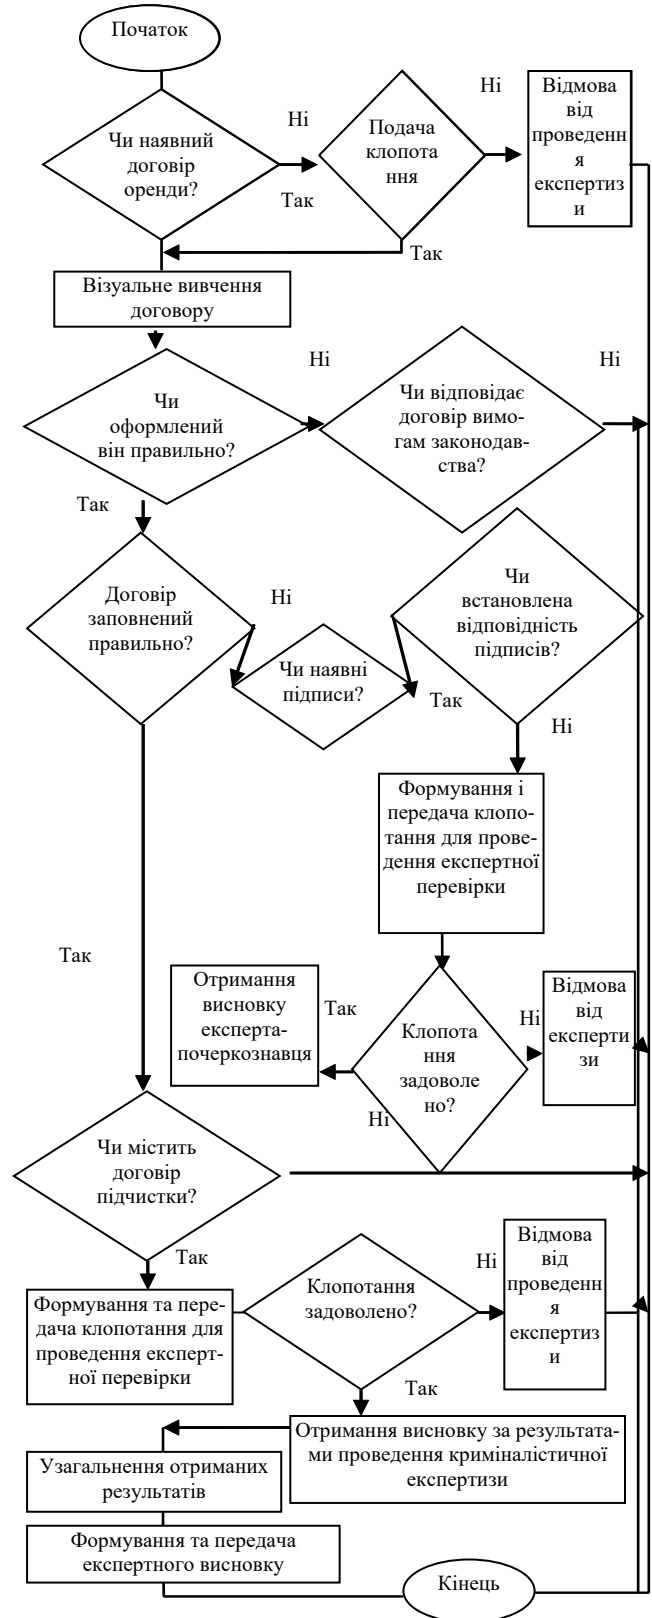 Початок
Ні
Ні
Відмова
від
проведенн
я
експертиз
и
Чи наявний
договір
оренди?
Подача
клопота
ння
Так
Так
Візуальне вивчення
договору
Ні
Ні
Чи
оформлений
він правильно?
Чи відповідає
договір вимо-
гам законодав-
ства?
Так
Договір
заповнений
правильно?
Ні
Чи наявні
підписи?
Чи
встановлена
відповідність
підписів?
Так
Ні
Формування і
передача клопо-
тання для прове-
дення експертної
перевірки
Так
Отримання
висновку
експерта-
почеркознавця
Так
Клопота
ння
задоволе
но?
Ні
Відмова
від
експерти
зи
Ні
Чи містить
договір
підчистки?
Так
Формування та пере-
дача клопотання для
проведення експерт-
ної перевірки
Клопотання
задоволено?
Ні
Відмова
від
проведенн
я
експертиз
и
Так
Отримання висновку за результата-
ми проведення криміналістичної
експертизи
Узагальнення отриманих
результатів
Формування та передача
експертного висновку
Кінець